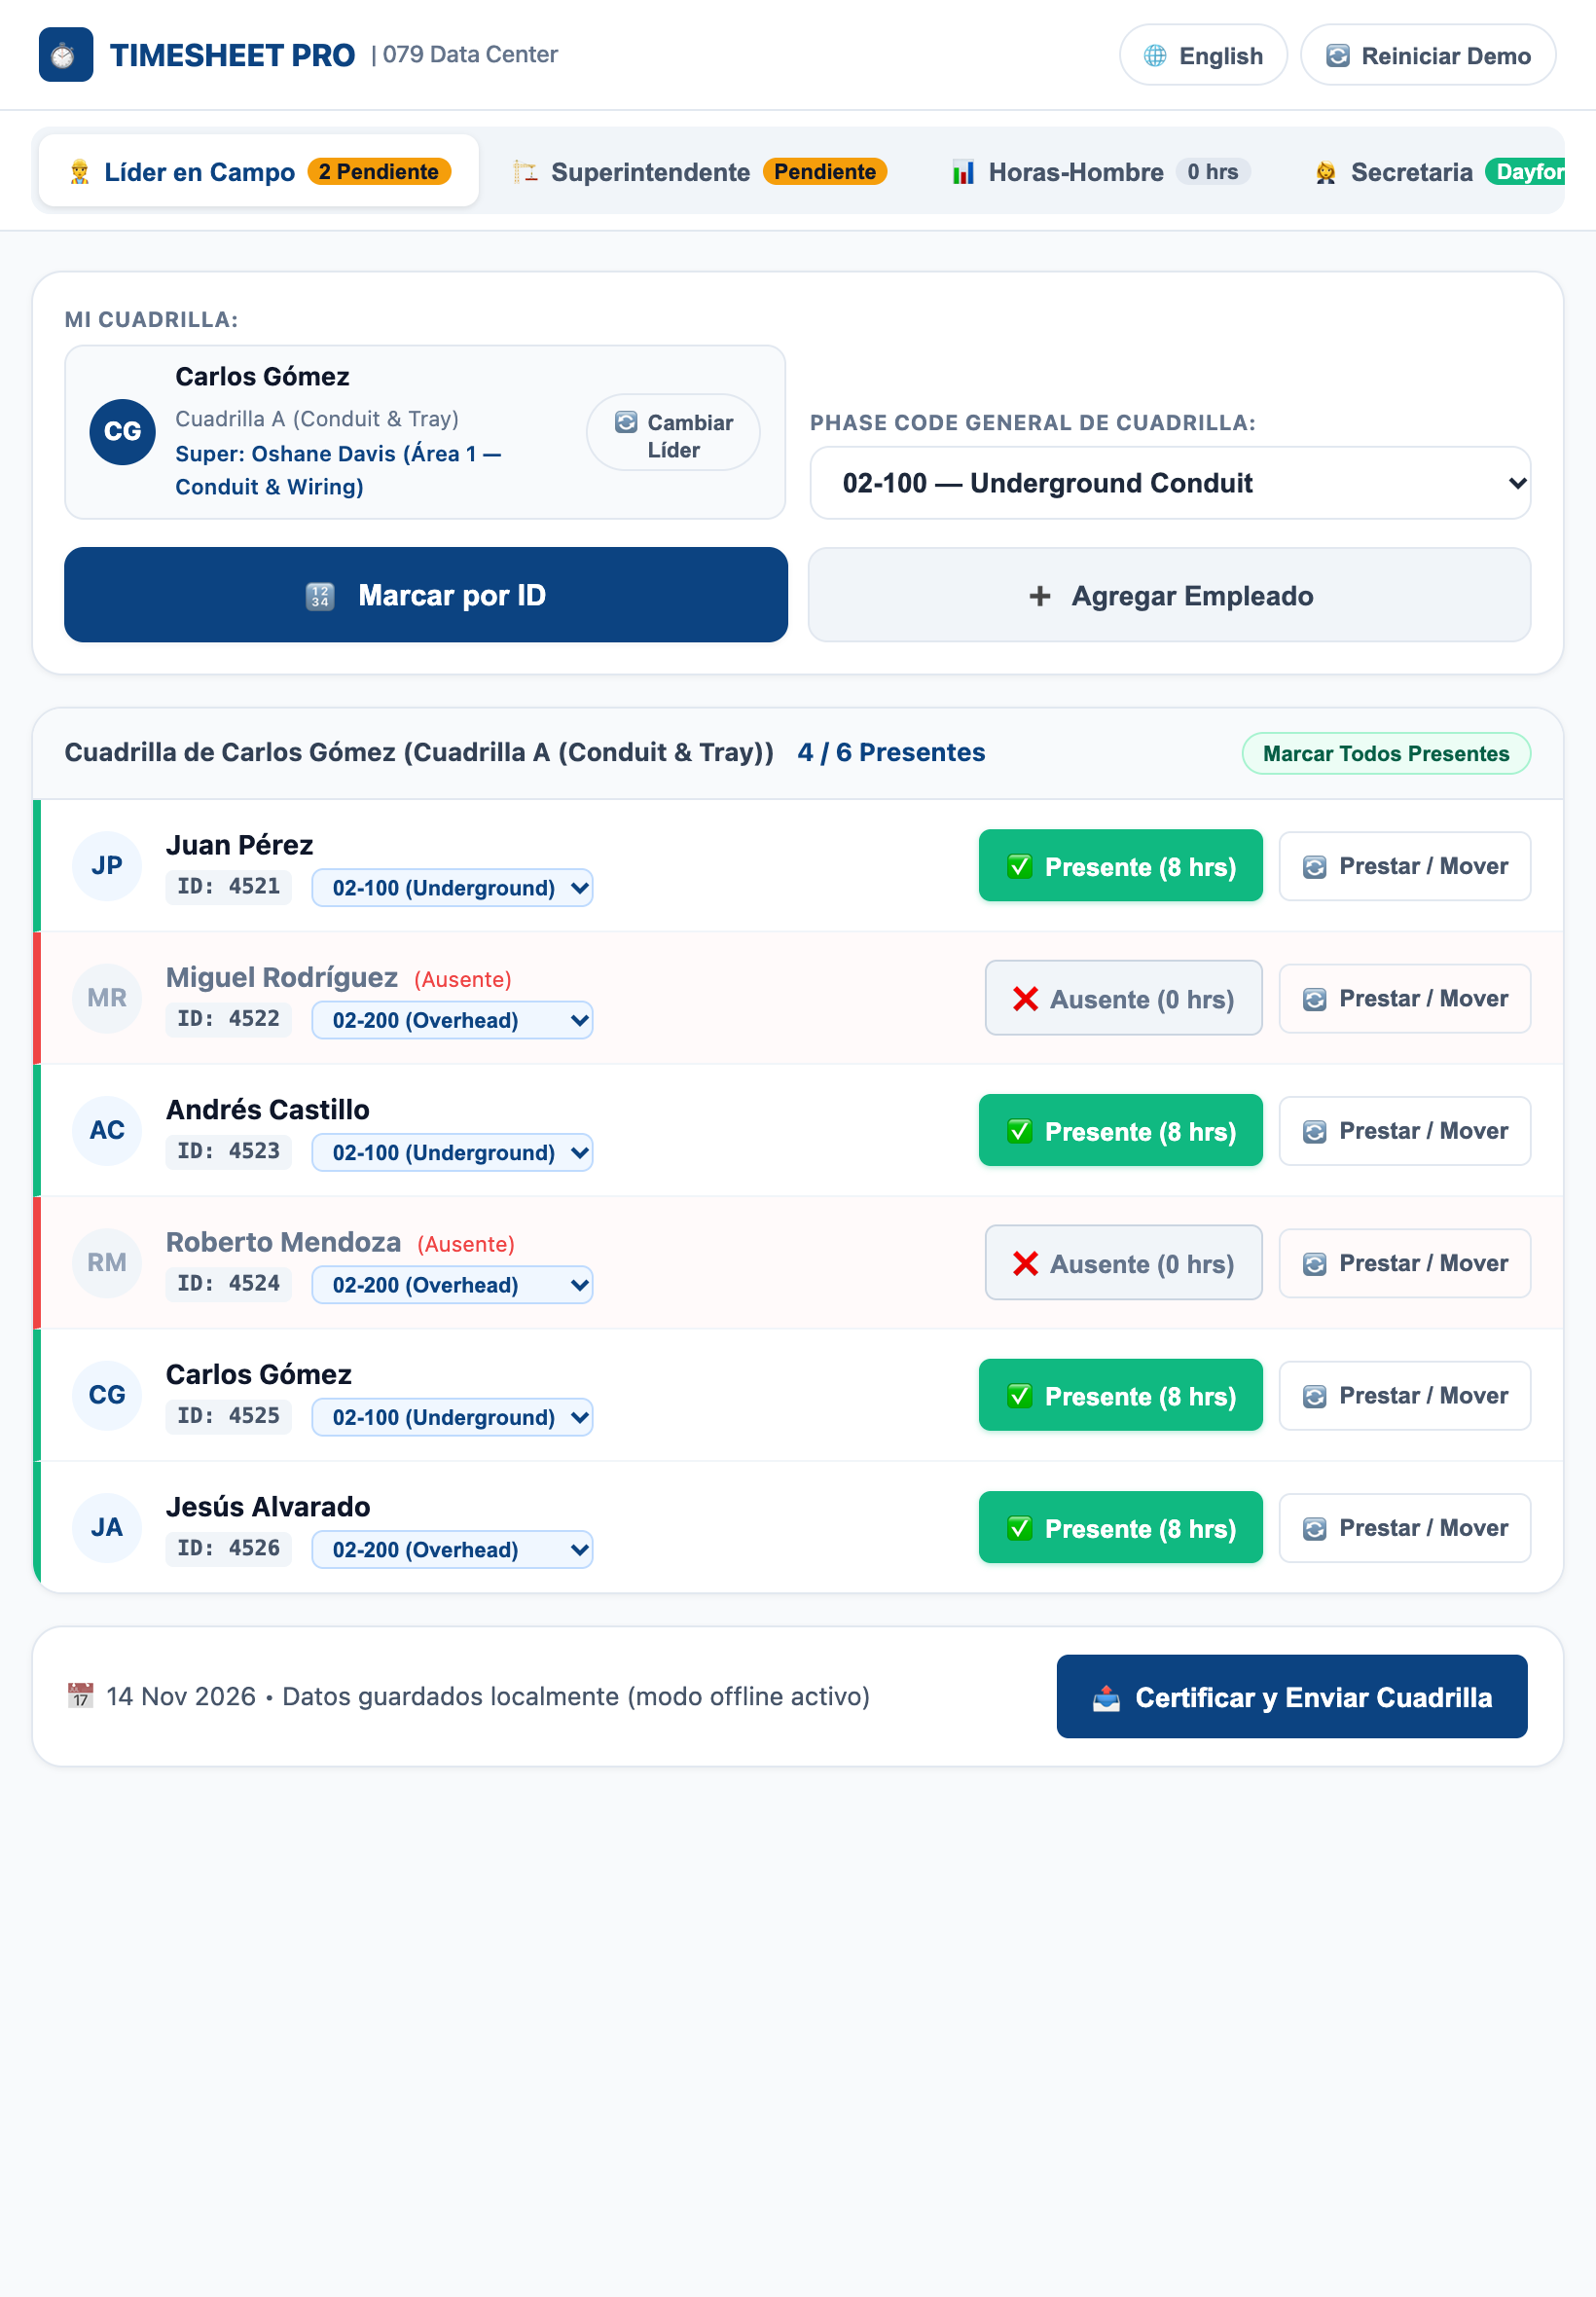 TIMESHEET PRO | 079 Data Center
English
Reiniciar Demo
Líder en Campo 2 Pendiente
Superintendente Pendiente
Horas-Hombre 0 hrs
Secretaria Dayfor
MI CUADRILLA:
CG
Carlos Gómez
Cuadrilla A (Conduit & Tray)
Super: Oshane Davis (Área 1 —
Conduit & Wiring)
Cambiar
Líder
PHASE CODE GENERAL DE CUADRILLA:
02-100 — Underground Conduit
Marcar por ID
Agregar Empleado
Cuadrilla de Carlos Gómez (Cuadrilla A (Conduit & Tray)) 4 / 6 Presentes
Marcar Todos Presentes
JP
Juan Pérez
ID: 4521
02-100 (Underground)
Presente (8 hrs)
Prestar / Mover
MR
Miguel Rodríguez (Ausente)
ID: 4522
02-200 (Overhead)
Ausente (0 hrs)
Prestar / Mover
AC
Andrés Castillo
ID: 4523
02-100 (Underground)
Presente (8 hrs)
Prestar / Mover
RM
Roberto Mendoza (Ausente)
ID: 4524
02-200 (Overhead)
Ausente (0 hrs)
Prestar / Mover
CG
Carlos Gómez
ID: 4525
02-100 (Underground)
Presente (8 hrs)
Prestar / Mover
JA
Jesús Alvarado
ID: 4526
02-200 (Overhead)
Presente (8 hrs)
Prestar / Mover
14 Nov 2026 • Datos guardados localmente (modo offline activo)
Certificar y Enviar Cuadrilla